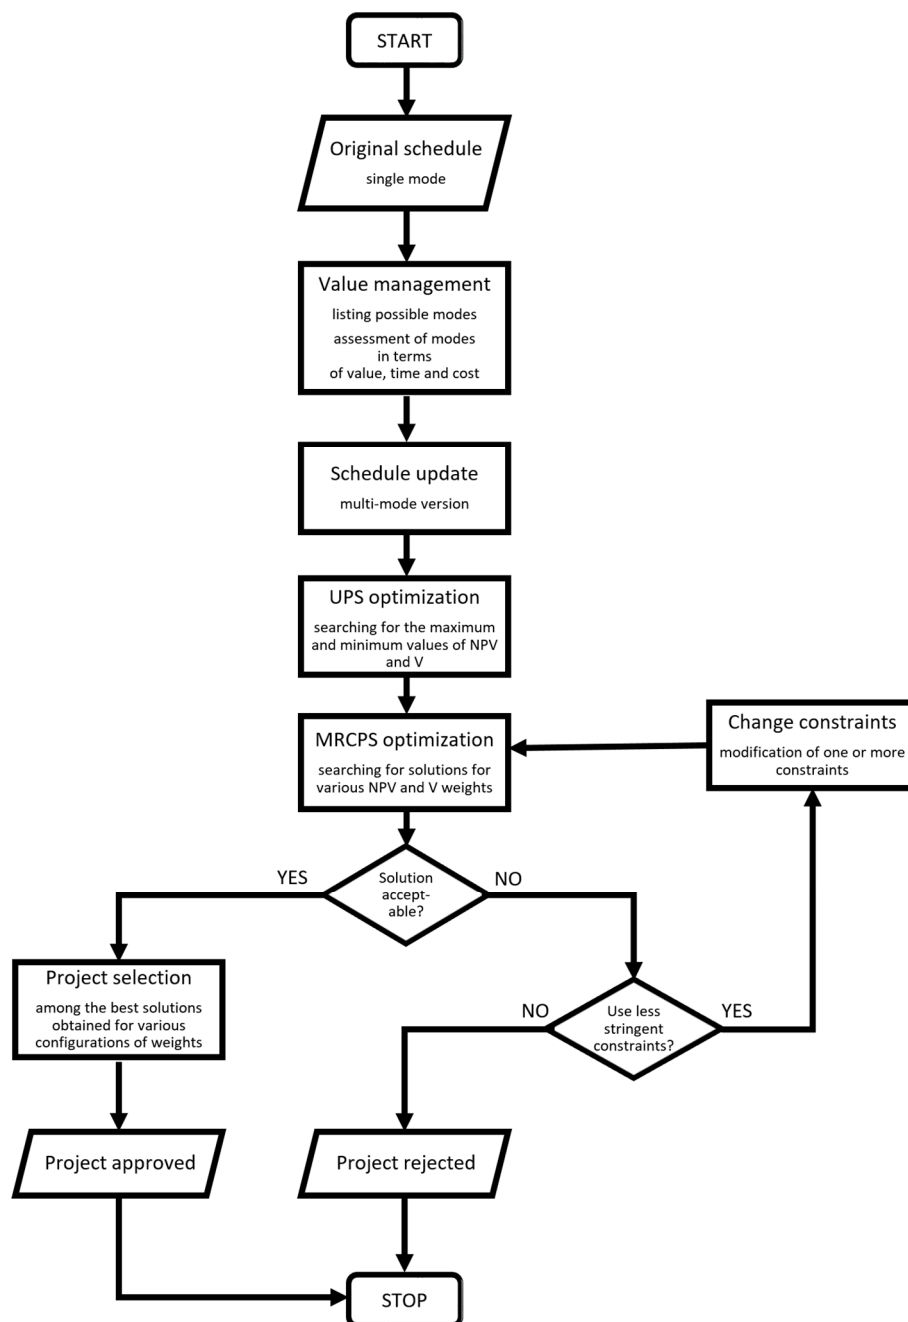 START
Original schedule
single mode
Value management
listing possible modes
assessment of modes
in terms
of value, time and cost
Schedule update
multi-mode version
UPS optimization
searching for the maximum
and minimum values of NPV
and V
MRCPS optimization
searching for solutions for
various NPV and V weights
Change constraints
modification of one or more
constraints
YES
Solution
accept-
able?
NO
Project selection
among the best solutions
obtained for various
configurations of weights
NO
Use less
stringent
constraints?
YES
Project approved
Project rejected
STOP